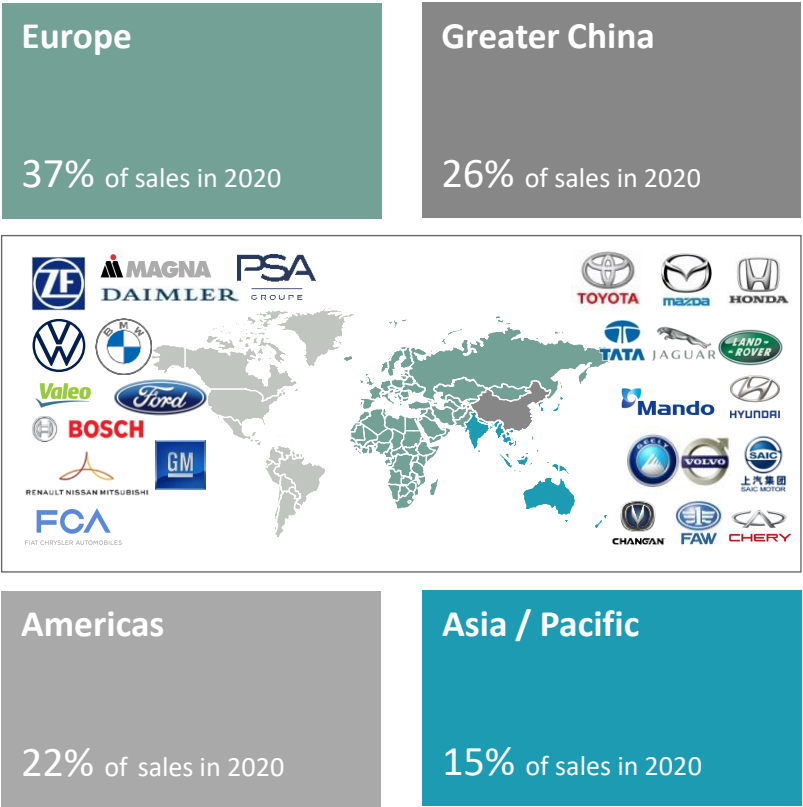 Europe
37% of sales in 2020
Greater China
26% of sales in 2020
ZF
MAGNA
DAIMLER
PSA
GROUPE
BMW
Valeo
Ford
BOSCH
GM
RENAULT NISSAN MITSUBISHI
FCA
FIAT CHRYSLER AUTOMOBILES
TOYOTA
mazda
HONDA
TATA
JAGUAR
LAND-
-ROVER
Mando
HYUNDAI
GEELY
VOLVO
SAIC
上汽集团
SAIC MOTOR
CHANGAN
FAW
CHERY
Americas
22% of sales in 2020
Asia / Pacific
15% of sales in 2020